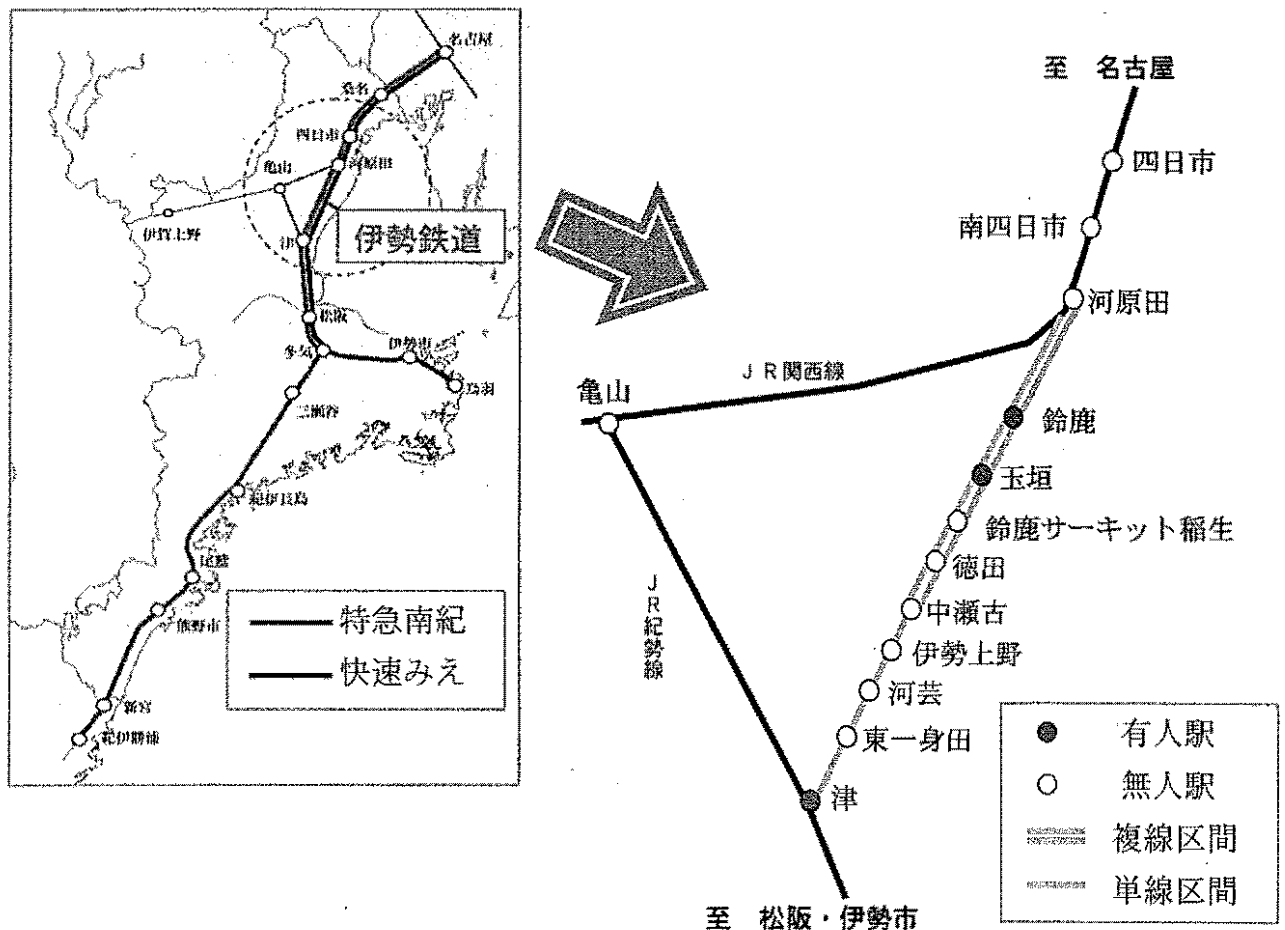 名古屋
桑名
四日市
河原田
亀山
伊賀上野
津
伊勢鉄道
松阪
多気
伊勢市
鳥羽
三瀬谷
紀伊長島
尾鷲
熊野市
新宮
紀伊勝浦
特急南紀
快速みえ
至 名古屋
四日市
南四日市
河原田
JR関西線
亀山
鈴鹿
玉垣
鈴鹿サーキット稲生
徳田
中瀬古
伊勢上野
河芸
東一身田
津
JR紀勢線
至 松阪・伊勢市
有人駅
無人駅
複線区間
単線区間